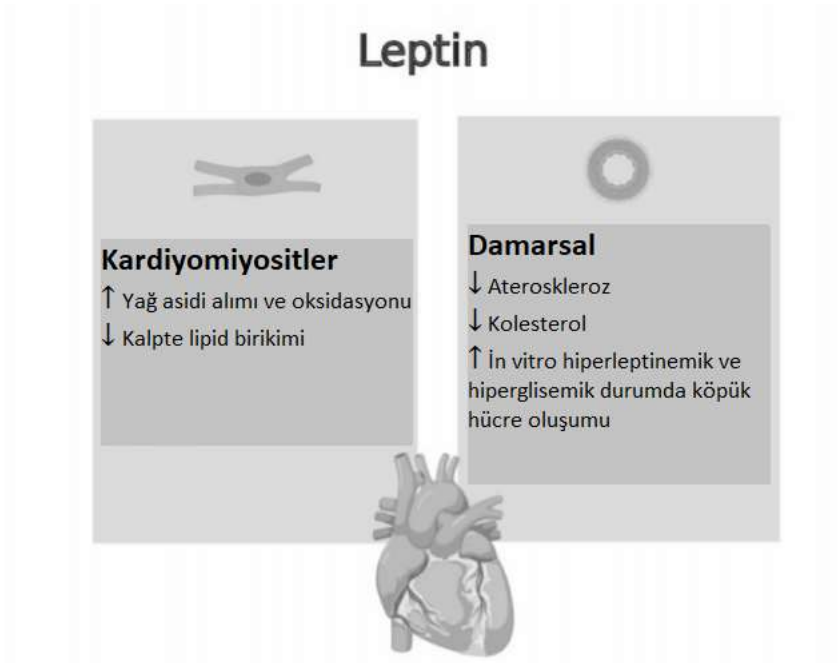 Leptin
Kardiyomiyositler
↑ Yağ asidi alımı ve oksidasyonu
↓ Kalpte lipid birikimi
Damarsal
↓ Ateroskleroz
↓ Kolesterol
↑ İn vitro hiperleptinemik ve
hiperglisemik durumda köpük
hücre oluşumu